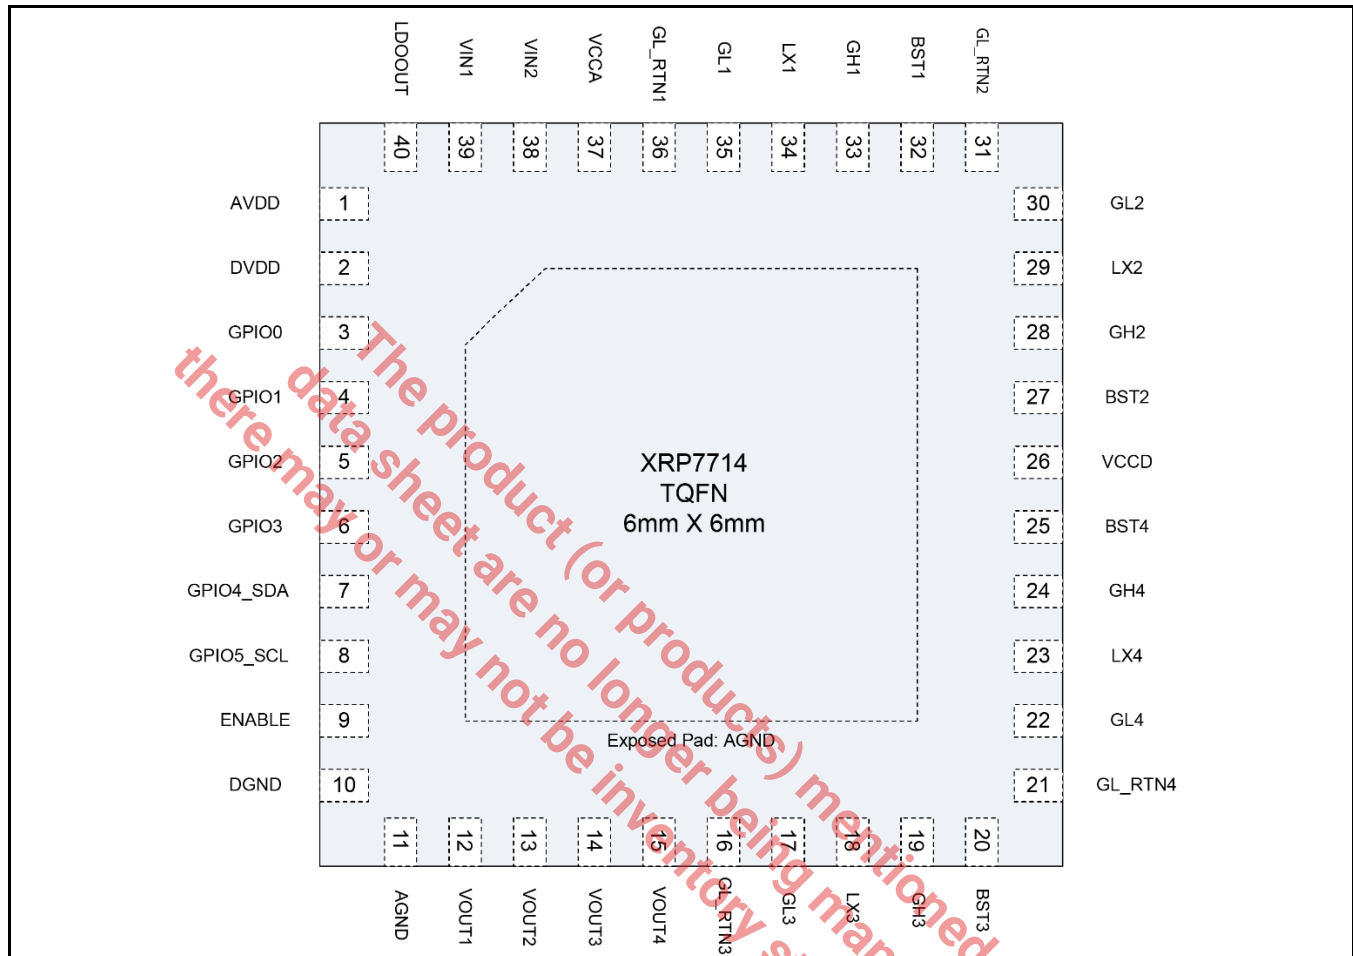 LDOOUT
VIN1
VIN2
VCCA
GL_RTN1
GL1
LX1
GH1
BST1
GL_RTN2
40
39
38
37
36
35
34
33
32
31
AVDD 1
DVDD 2
GPIO0 3
GPIO1 4
GPIO2 5
GPIO3 6
GPIO4_SDA 7
GPIO5_SCL 8
ENABLE 9
DGND 10
30 GL2
29 LX2
28 GH2
27 BST2
26 VCCD
25 BST4
24 GH4
23 LX4
22 GL4
21 GL_RTN4
XRP7714
TQFN
6mm X 6mm
Exposed Pad: AGND
11
12
13
14
15
16
17
18
19
20
AGND
VOUT1
VOUT2
VOUT3
VOUT4
GL_RTN3
GL3
LX3
GH3
BST3
The product (or products) mentioned
data sheet are no longer being
there may or may not be inventory